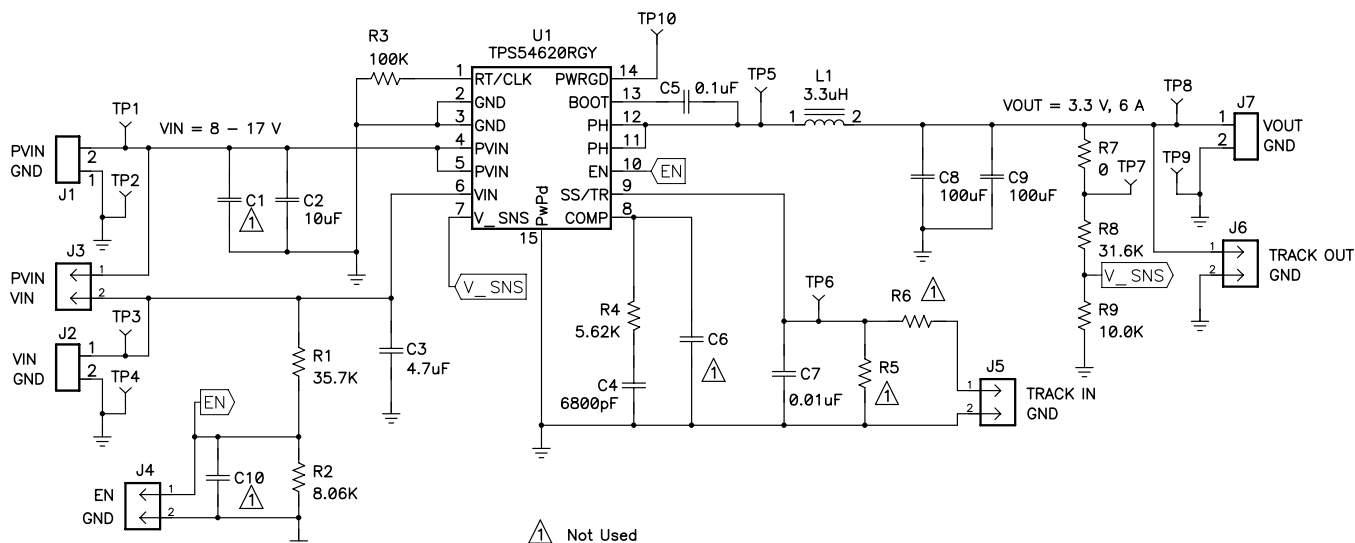 TP10
U1
TPS54620RGY
R3
100K
1 RT/CLK PWRGD 14
2 GND BOOT 13
3 GND PH 12
4 PVIN PH 11
5 PVIN EN 10
6 VIN SS/TR 9
7 V_SNS COMP 8
PwPd
15
EN
C5 0.1uF
TP5
L1
3.3uH
1 2
VOUT = 3.3 V, 6 A
TP8
J7
1 VOUT
2 GND
TP1
VIN = 8 – 17 V
PVIN 2
GND 1
J1
TP2
C1
1
C2
10uF
C8
100uF
C9
100uF
R7
0
TP7
TP9
R8
31.6K
V_SNS
R9
10.0K
J6
1 TRACK OUT
2 GND
J3
PVIN 1
VIN 2
V_SNS
J2
TP3
VIN 1
GND 2
TP4
R1
35.7K
C3
4.7uF
R4
5.62K
C4
6800pF
C6
1
TP6
R6
1
C7
0.01uF
R5
1
J5
1 TRACK IN
2 GND
EN
J4
EN 1
GND 2
C10
1
R2
8.06K
1 Not Used